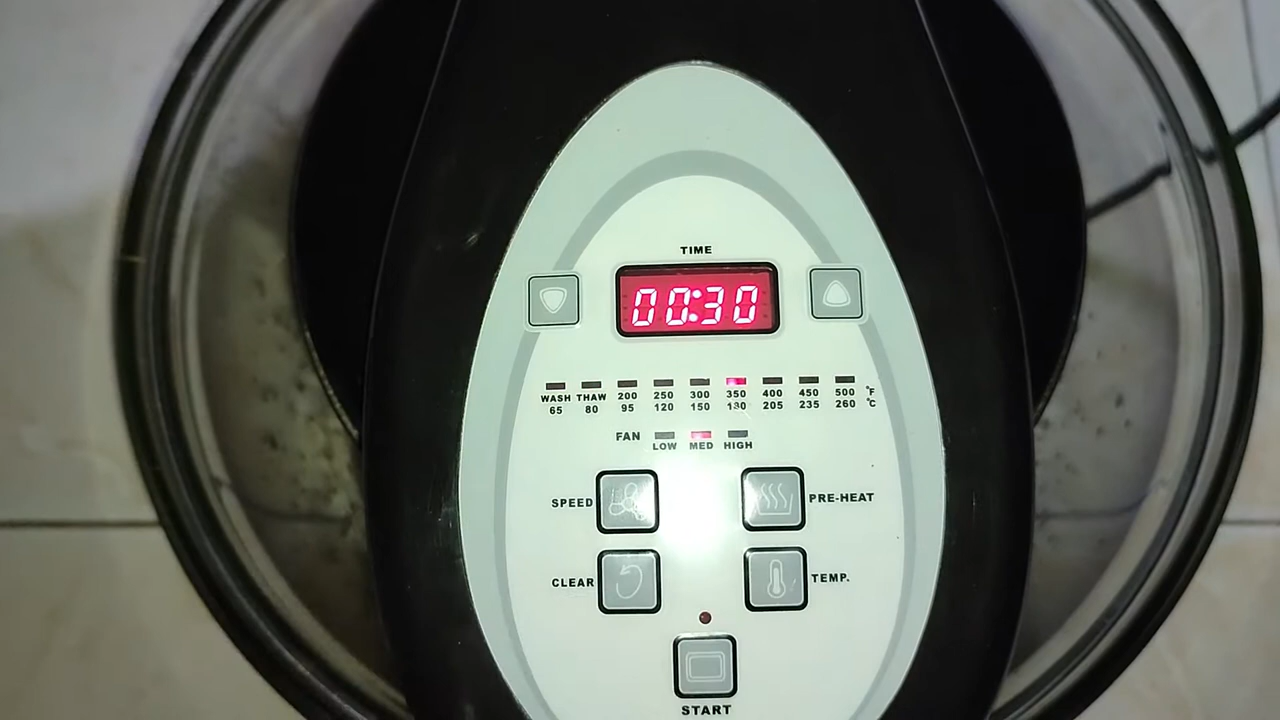 TIME
00:30
WASH THAW 200 250 300 350 400 450 500 °F
65 80 95 120 150 180 205 235 260 °C
FAN LOW MED HIGH
SPEED PRE-HEAT
CLEAR TEMP.
START